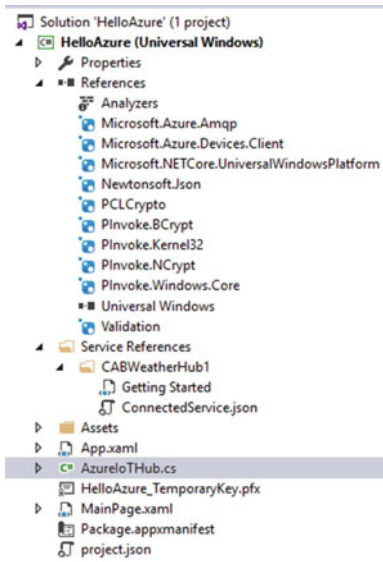 Solution 'HelloAzure' (1 project)
C# HelloAzure (Universal Windows)
Properties
References
Analyzers
Microsoft.Azure.Amqp
Microsoft.Azure.Devices.Client
Microsoft.NETCore.UniversalWindowsPlatform
Newtonsoft.Json
PCLCrypto
PInvoke.BCrypt
PInvoke.Kernel32
PInvoke.NCrypt
PInvoke.Windows.Core
Universal Windows
Validation
Service References
CABWeatherHub1
Getting Started
ConnectedService.json
Assets
App.xaml
C# AzureIoTHub.cs
HelloAzure_TemporaryKey.pfx
MainPage.xaml
Package.appxmanifest
project.json